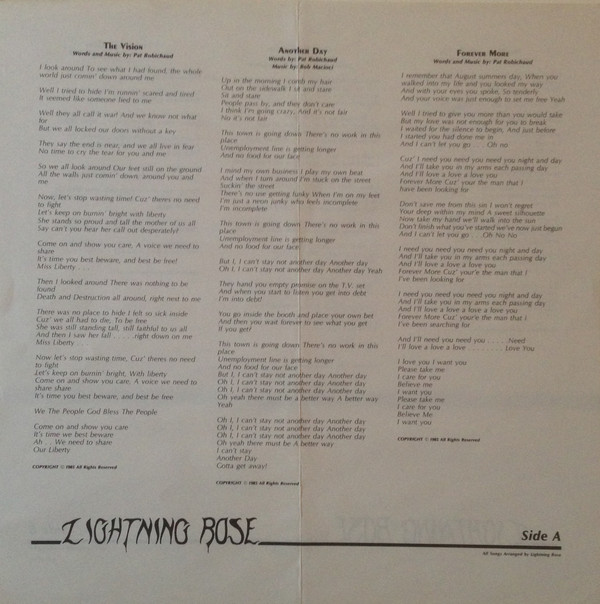 The Vision
Words and Music by: Pat Robichaud
I look around To see what I had found, the whole
world just comin' down around me
Well I tried to hide I'm runnin' scared and tired
It seemed like someone lied to me
Well they all call it war! And we know not what
for
But we all locked our doors without a key
They say the end is near, and we all live in fear
No time to cry the tear for you and me
So we all look around Our feet still on the ground
All the walls just comin' down, around you and
me
Now, let's stop wasting time! Cuz' theres no need
to fight
Let's keep on burnin' bright with liberty
She stands so proud and tall the mother of us all
Say can't you hear her call out desperately?
Come on and show you care, A voice we need to
share
It's time you best beware, and best be free!
Miss Liberty . . .
Then I looked around There was nothing to be
found
Death and Destruction all around, right next to me
There was no place to hide I felt so sick inside
Cuz' we all had to die, To be free
She was still standing tall, still faithful to us all
And then I saw her fall . . . . .right down on me
Miss Liberty . . .
Now let's stop wasting time, Cuz' theres no need
to fight
Let's keep on burnin' bright, With liberty
Come on and show you care, A voice we need to
share share
It's time you best beware, and best be free
We The People God Bless The People
Come on and show you care
It's time we best beware
Ah . . We need to share
Our Liberty
COPYRIGHT © 1985 All Rights Reserved
Another Day
Words by: Pat Robichaud
Music by: Rob Macinci
Up in the morning I comb my hair
Out on the sidewalk I sit and stare
Sit and stare
People pass by, and they don't care
I think I'm going crazy, And it's not fair
No it's not fair
This town is going down There's no work in this
place
Unemployment line is getting longer
And no food for our face
I mind my own business I play my own beat
And when I turn around I'm stuck on the street
Suckin' the street
There's no use getting funky When I'm on my feet
I'm just a neon junky who feels incomplete
I'm incomplete
This town is going down There's no work in this
place
Unemployment line is getting longer
And no food for our face
But I, I can't stay not another day Another day
Oh I, I can't stay not another day Another day Yeah
They hand you empty promise on the T.V. set
And when you start to listen you get into debt
I'm into debt!
You go inside the booth and place your own bet
And then you wait forever to see what you get
If you get?
This town is going down There's no work in this
place
Unemployment line is getting longer
And no food for our face
But I, I can't stay not another day Another day
Oh I, I can't stay not another day Another day
Oh I, I can't stay not another day Another day
Oh I, I can't stay not another day Another day
Oh yeah there must be A better way A better way
Yeah
Oh I, I can't stay not another day Another day
Oh I, I can't stay not another day Another day
Oh I, I can't stay not another day Another day
Oh yeah there must be A better way
I can't stay
Another Day
Gotta get away!
COPYRIGHT © 1985 All Rights Reserved
Forever More
Words and Music by: Pat Robichaud
I remember that August summers day, When you
walked into my life and you looked my way
And with your eyes you spoke, So tenderly
And your voice was just enough to set me free Yeah
Well I tried to give you more than you would take
But my love was not enough for you to break
I waited for the silence to begin, And just before
I started you had done me in
And I can't let you go . . . Oh no
Cuz' I need you need you need you night and day
And I'll take you in my arms each passing day
And I'll love a love a love you
Forever More Cuz' your the man that I
have been looking for
Don't save me from this sea I won't regret
Your deep within my mind A sweet silhouette
Now take my hand we'll walk into the sun
Don't finish what you've started we've now just begun
And I can't let you go . . . Oh No No
I need you need you need you night and day
And I'll take you in my arms each passing day
And I'll love a love a love you
Forever More Cuz' your'e the man that I
I've been looking for
I need you need you need you night and day
And I'll take you in my arms each passing day
And I'll love a love a love you
Forever More Cuz' your'e the man that I
I've been searching for
And I'll need you need you . . . . . Need
I'll love a love a love . . . . . . . . Love You
I love you I want you
Please take me
I care for you
Believe me
I want you
Please take me
I care for you
Believe Me
I want you
COPYRIGHT © 1985 All Rights Reserved
LIGHTNING ROSE
Side A
All Songs Arranged by Lightning Rose